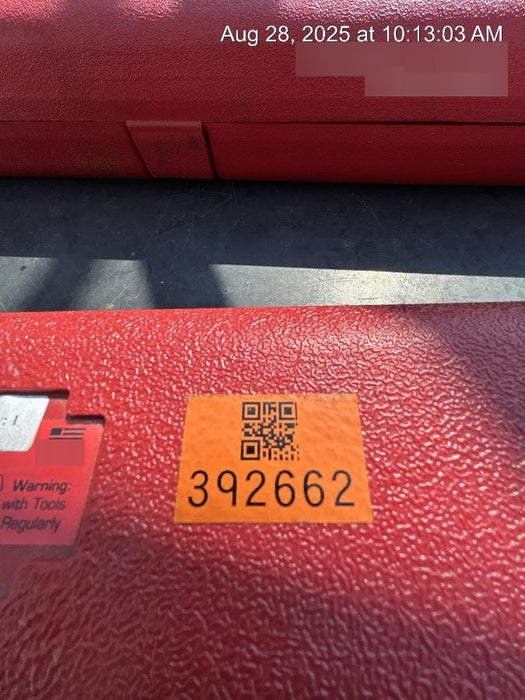 Aug 28, 2025 at 10:13:03 AM
392662
Warning:
with Tools
Regularly